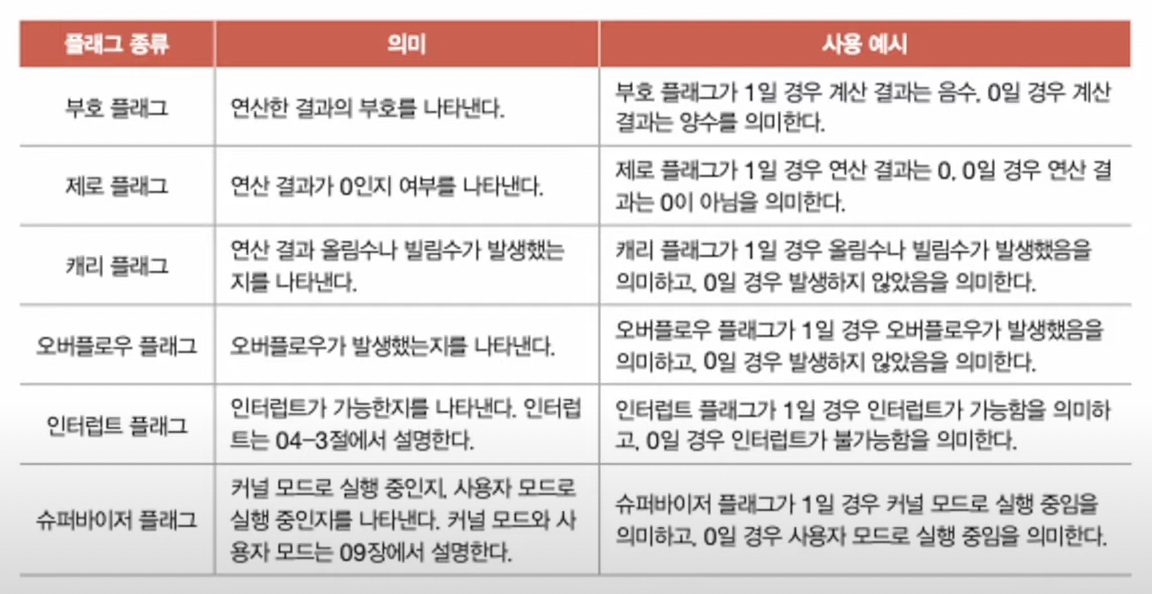 플래그 종류 의미 사용 예시
부호 플래그
연산한 결과의 부호를 나타낸다.
부호 플래그가 1일 경우 계산 결과는 음수, 0일 경우 계산
결과는 양수를 의미한다.
제로 플래그
연산 결과가 0인지 여부를 나타낸다.
제로 플래그가 1일 경우 연산 결과는 0, 0일 경우 연산 결
과는 0이 아님을 의미한다.
캐리 플래그
연산 결과 올림수나 빌림수가 발생했는
지를 나타낸다.
캐리 플래그가 1일 경우 올림수나 빌림수가 발생했음을
의미하고, 0일 경우 발생하지 않았음을 의미한다.
오버플로우 플래그
오버플로우가 발생했는지를 나타낸다.
오버플로우 플래그가 1일 경우 오버플로우가 발생했음을
의미하고, 0일 경우 발생하지 않았음을 의미한다.
인터럽트 플래그
인터럽트가 가능한지를 나타낸다. 인터럽
트는 04-3절에서 설명한다.
인터럽트 플래그가 1일 경우 인터럽트가 가능함을 의미하
고, 0일 경우 인터럽트가 불가능함을 의미한다.
슈퍼바이저 플래그
커널 모드로 실행 중인지, 사용자 모드로
실행 중인지를 나타낸다. 커널 모드와 사
용자 모드는 09장에서 설명한다.
슈퍼바이저 플래그가 1일 경우 커널 모드로 실행 중임을
의미하고, 0일 경우 사용자 모드로 실행 중임을 의미한다.